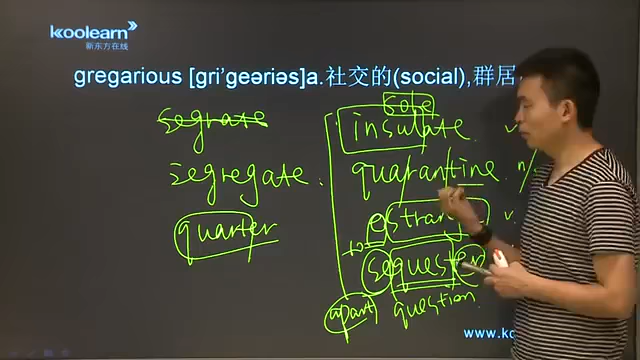 koolearn
新东方在线
gregarious [gri'geəriəs]a.社交的(social),群居
sole
segrate
insulate v
segregate
quarantine n/
quarter
estrange v.
to
sequester
apart question
www.ko